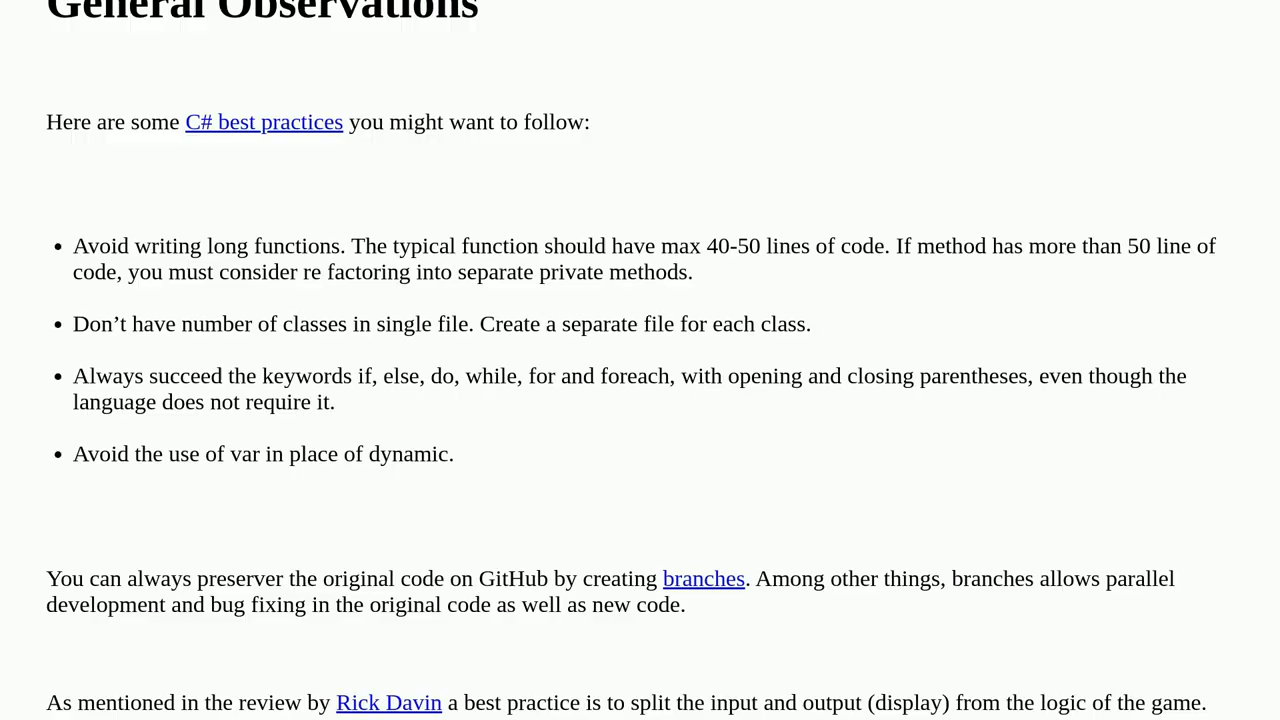 General Observations
Here are some C# best practices you might want to follow:
• Avoid writing long functions. The typical function should have max 40-50 lines of code. If method has more than 50 line of
code, you must consider re factoring into separate private methods.
• Don’t have number of classes in single file. Create a separate file for each class.
• Always succeed the keywords if, else, do, while, for and foreach, with opening and closing parentheses, even though the
language does not require it.
• Avoid the use of var in place of dynamic.
You can always preserver the original code on GitHub by creating branches. Among other things, branches allows parallel
development and bug fixing in the original code as well as new code.
As mentioned in the review by Rick Davin a best practice is to split the input and output (display) from the logic of the game.